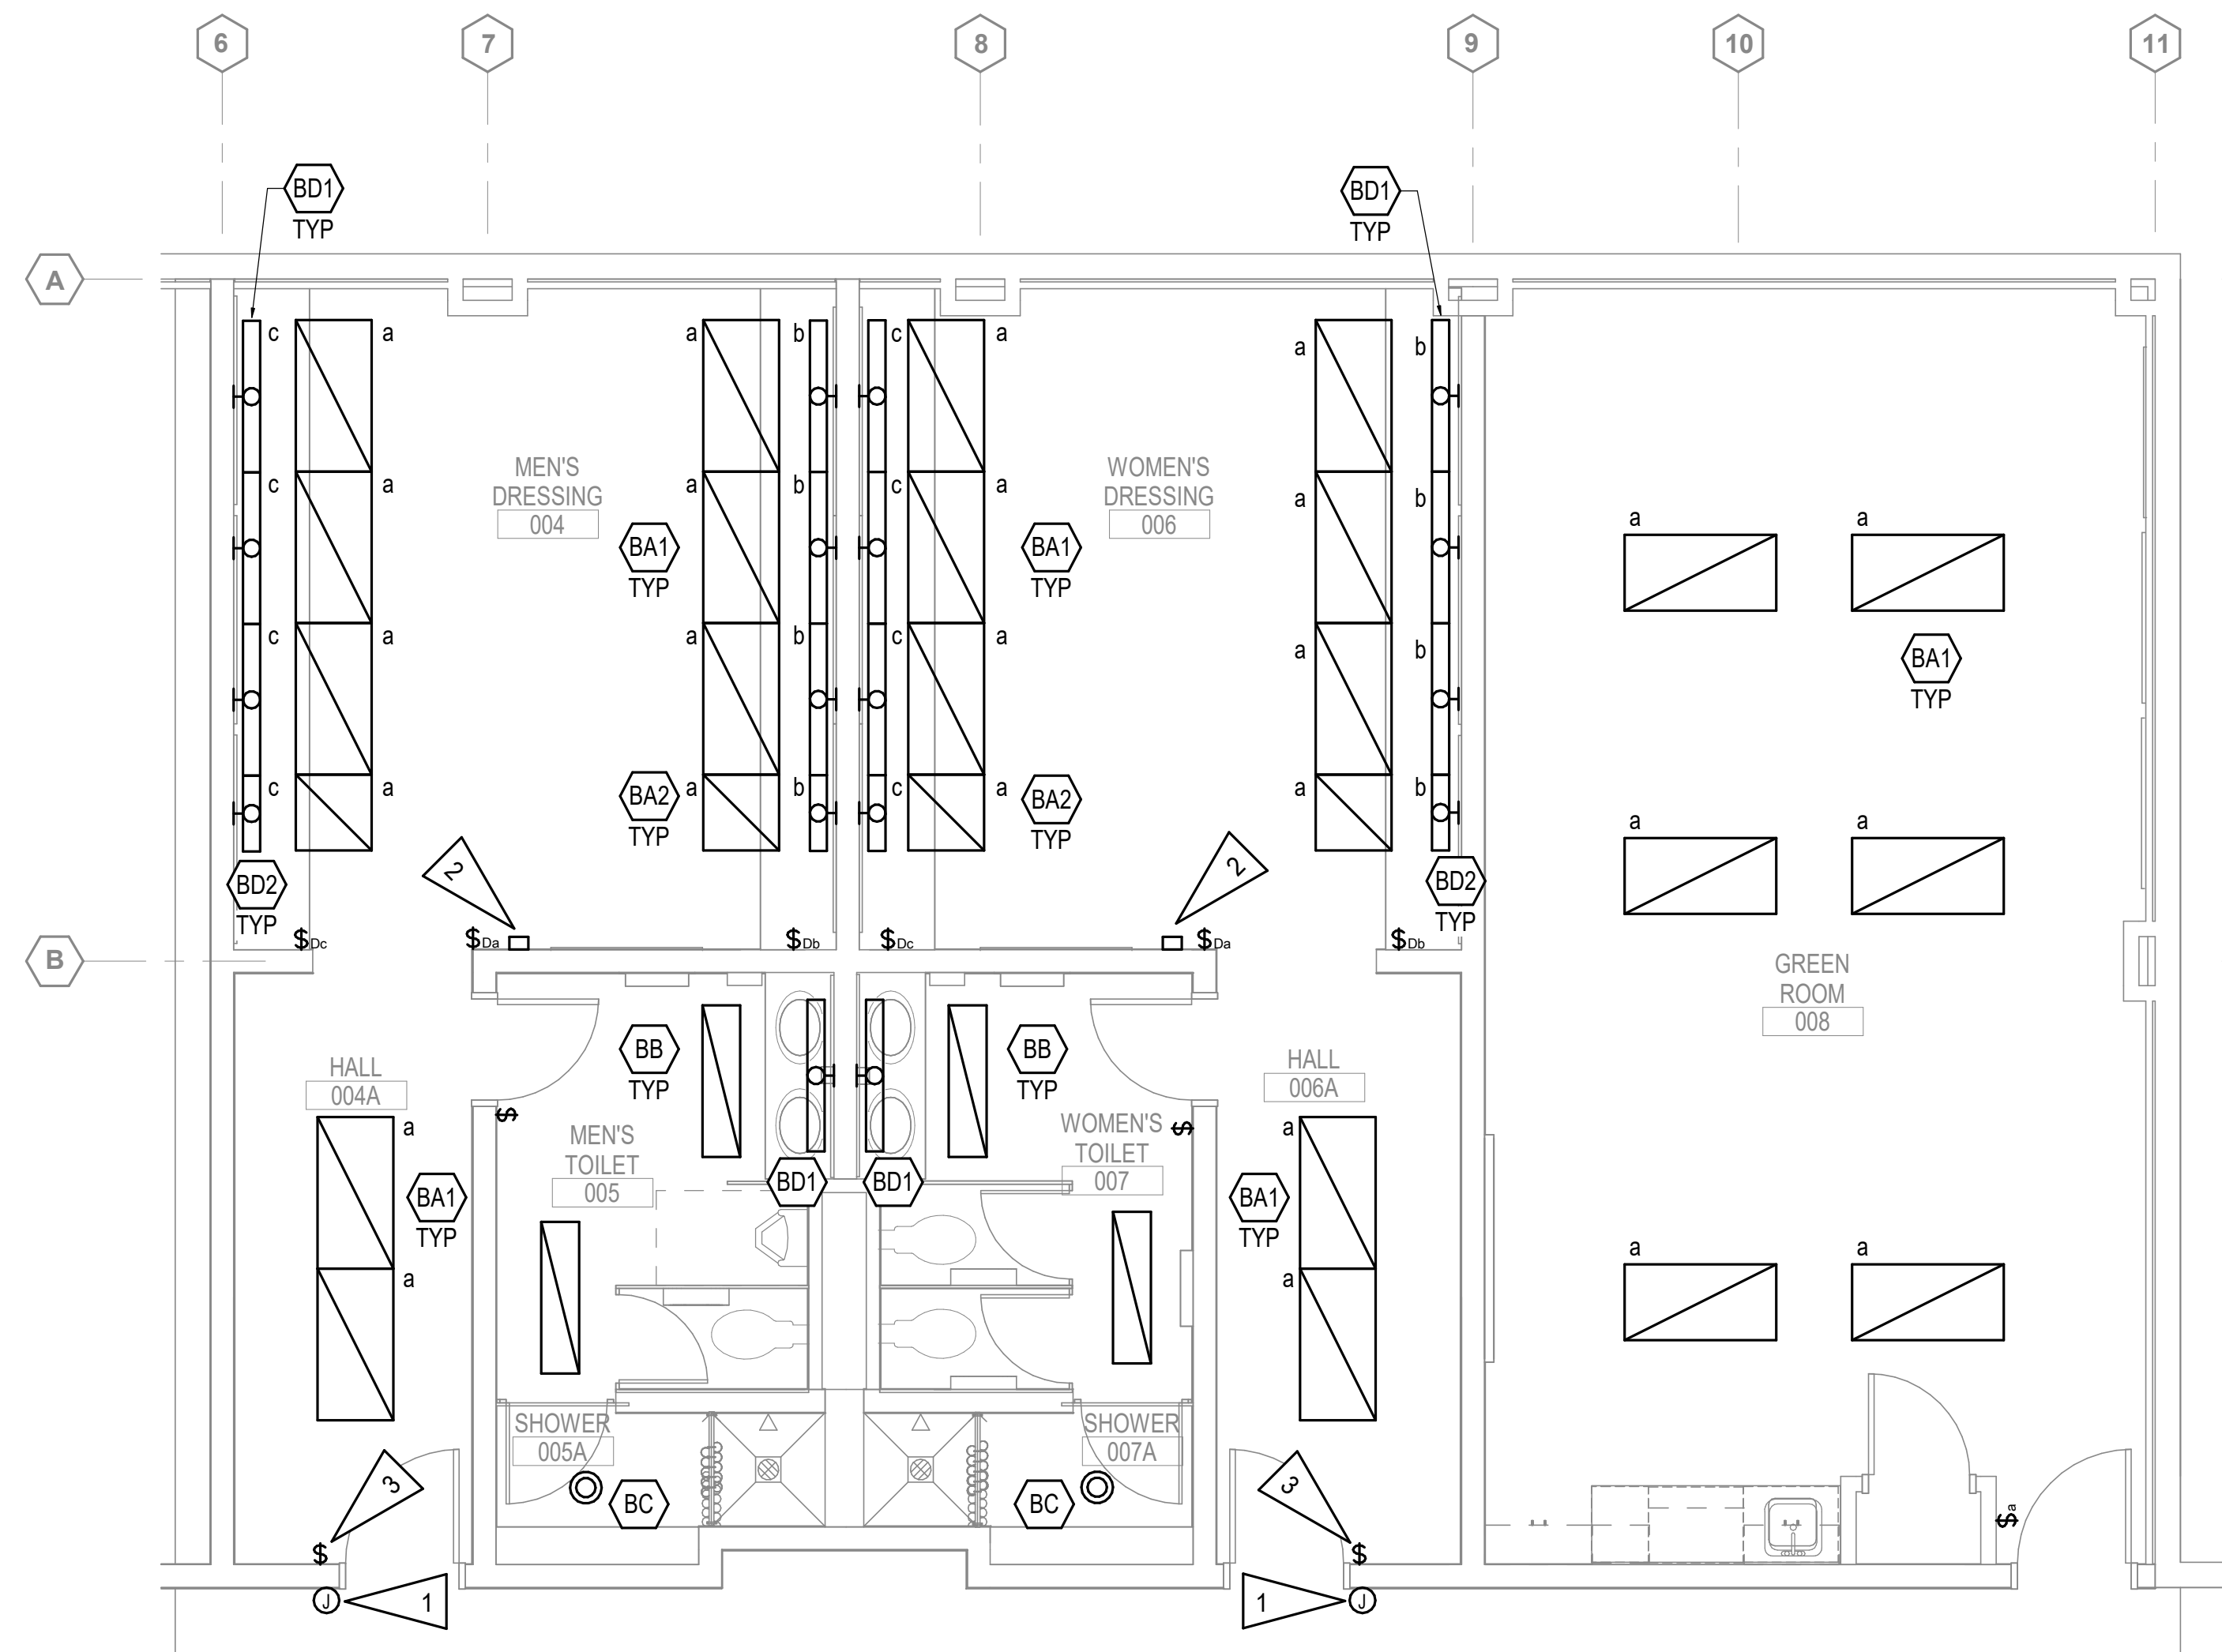 6
7
8
9
10
11
BD1
TYP
BD1
TYP
A
c
a
a
b
c
a
a
b
MEN'S
DRESSING
004
WOMEN'S
DRESSING
006
c
a
a
b
c
a
a
b
a
a
BA1
TYP
BA1
TYP
c
a
a
b
c
a
a
b
BA1
TYP
c
a
BA2
TYP
a
b
c
a
BA2
TYP
a
b
a
a
2
2
BD2
TYP
BD2
TYP
$Dc
$Da
$Db
$Dc
$Da
$Db
B
GREEN
ROOM
008
BB
TYP
BB
TYP
HALL
004A
HALL
006A
$
$
a
MEN'S
TOILET
005
WOMEN'S
TOILET
007
a
BD1
BD1
BA1
TYP
BA1
TYP
a
a
a
a
SHOWER
005A
SHOWER
007A
3
BC
BC
3
$a
$
$
J
1
1
J